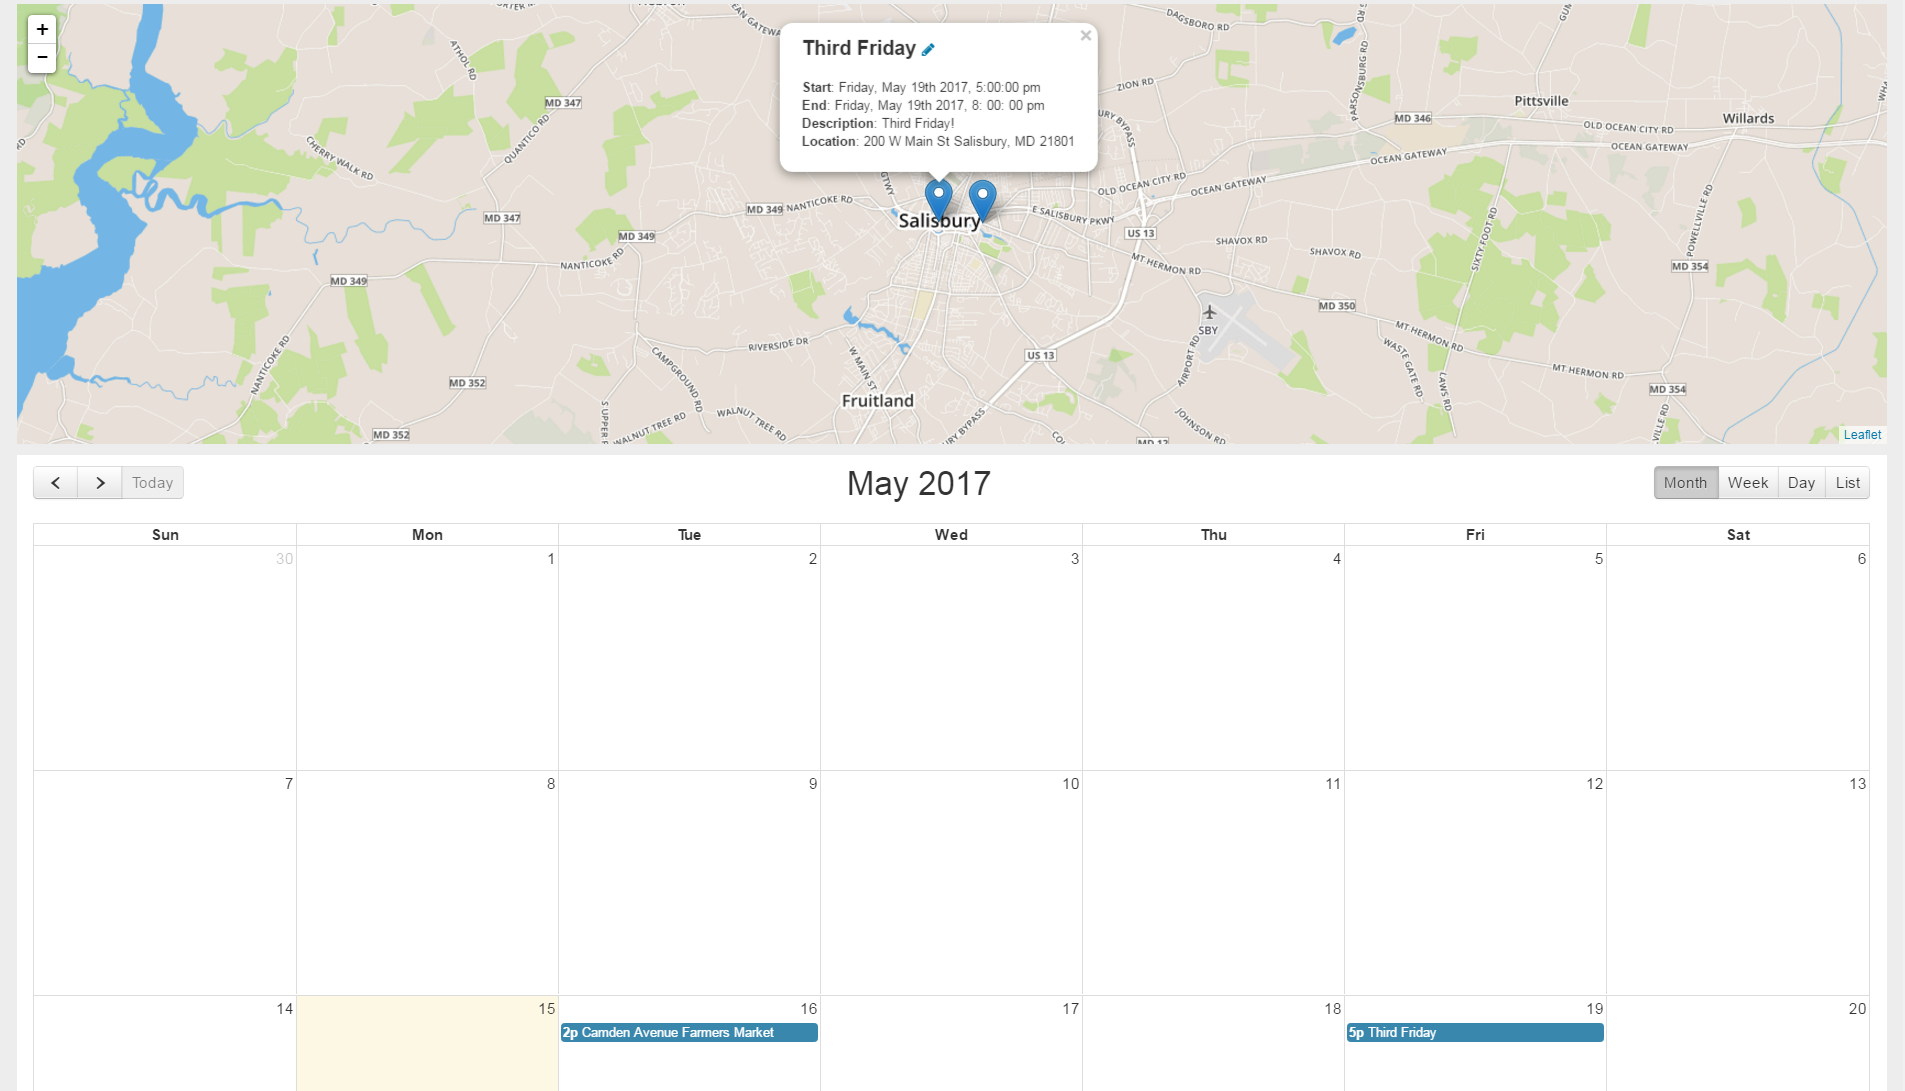 +
−
Third Friday
×
Start: Friday, May 19th 2017, 5:00:00 pm
End: Friday, May 19th 2017, 8: 00: 00 pm
Description: Third Friday!
Location: 200 W Main St Salisbury, MD 21801
DAGSBORO RD
ATHOL RD
MD 347
QUANTICO RD
CHERRY WALK RD
ZION RD
PARSONSBURG RD
Pittsville
Willards
MD 346
OLD OCEAN CITY RD
OCEAN GATEWAY
OCEAN GATEWAY
OLD OCEAN CITY RD
OCEAN GATEWAY
MD 349
NANTICOKE RD
MD 347
Salisbury
E SALISBURY PKWY
US 13
MD 349
NANTICOKE RD
MT HERMON RD
SHAVOX RD
SHAVOX RD
SIXTY FOOT RD
POWELLVILLE RD
MD 354
MD 349
MD 350
SBY
AIRPORT RD
MT HERMON RD
WASTE GATE RD
LAWS RD
MT HERMON RD
NANTICOKE RD
RIVERSIDE DR
W MAIN ST
CAMPGROUND RD
US 13
MD 352
MD 354
Fruitland
WALNUT TREE RD
WALNUT TREE RD
JOHNSON RD
MD 352
MD 12
Leaflet
Today
May 2017
Month Week Day List
Sun Mon Tue Wed Thu Fri Sat
30 1 2 3 4 5 6
7 8 9 10 11 12 13
14 15 16 17 18 19 20
2p Camden Avenue Farmers Market
5p Third Friday